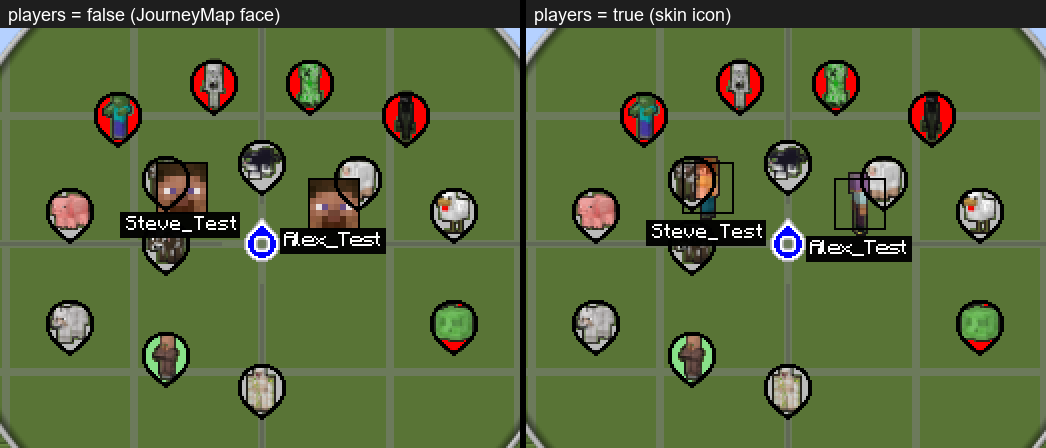 players = false (JourneyMap face)
players = true (skin icon)
Steve_Test
Alex_Test
Steve_Test
Alex_Test